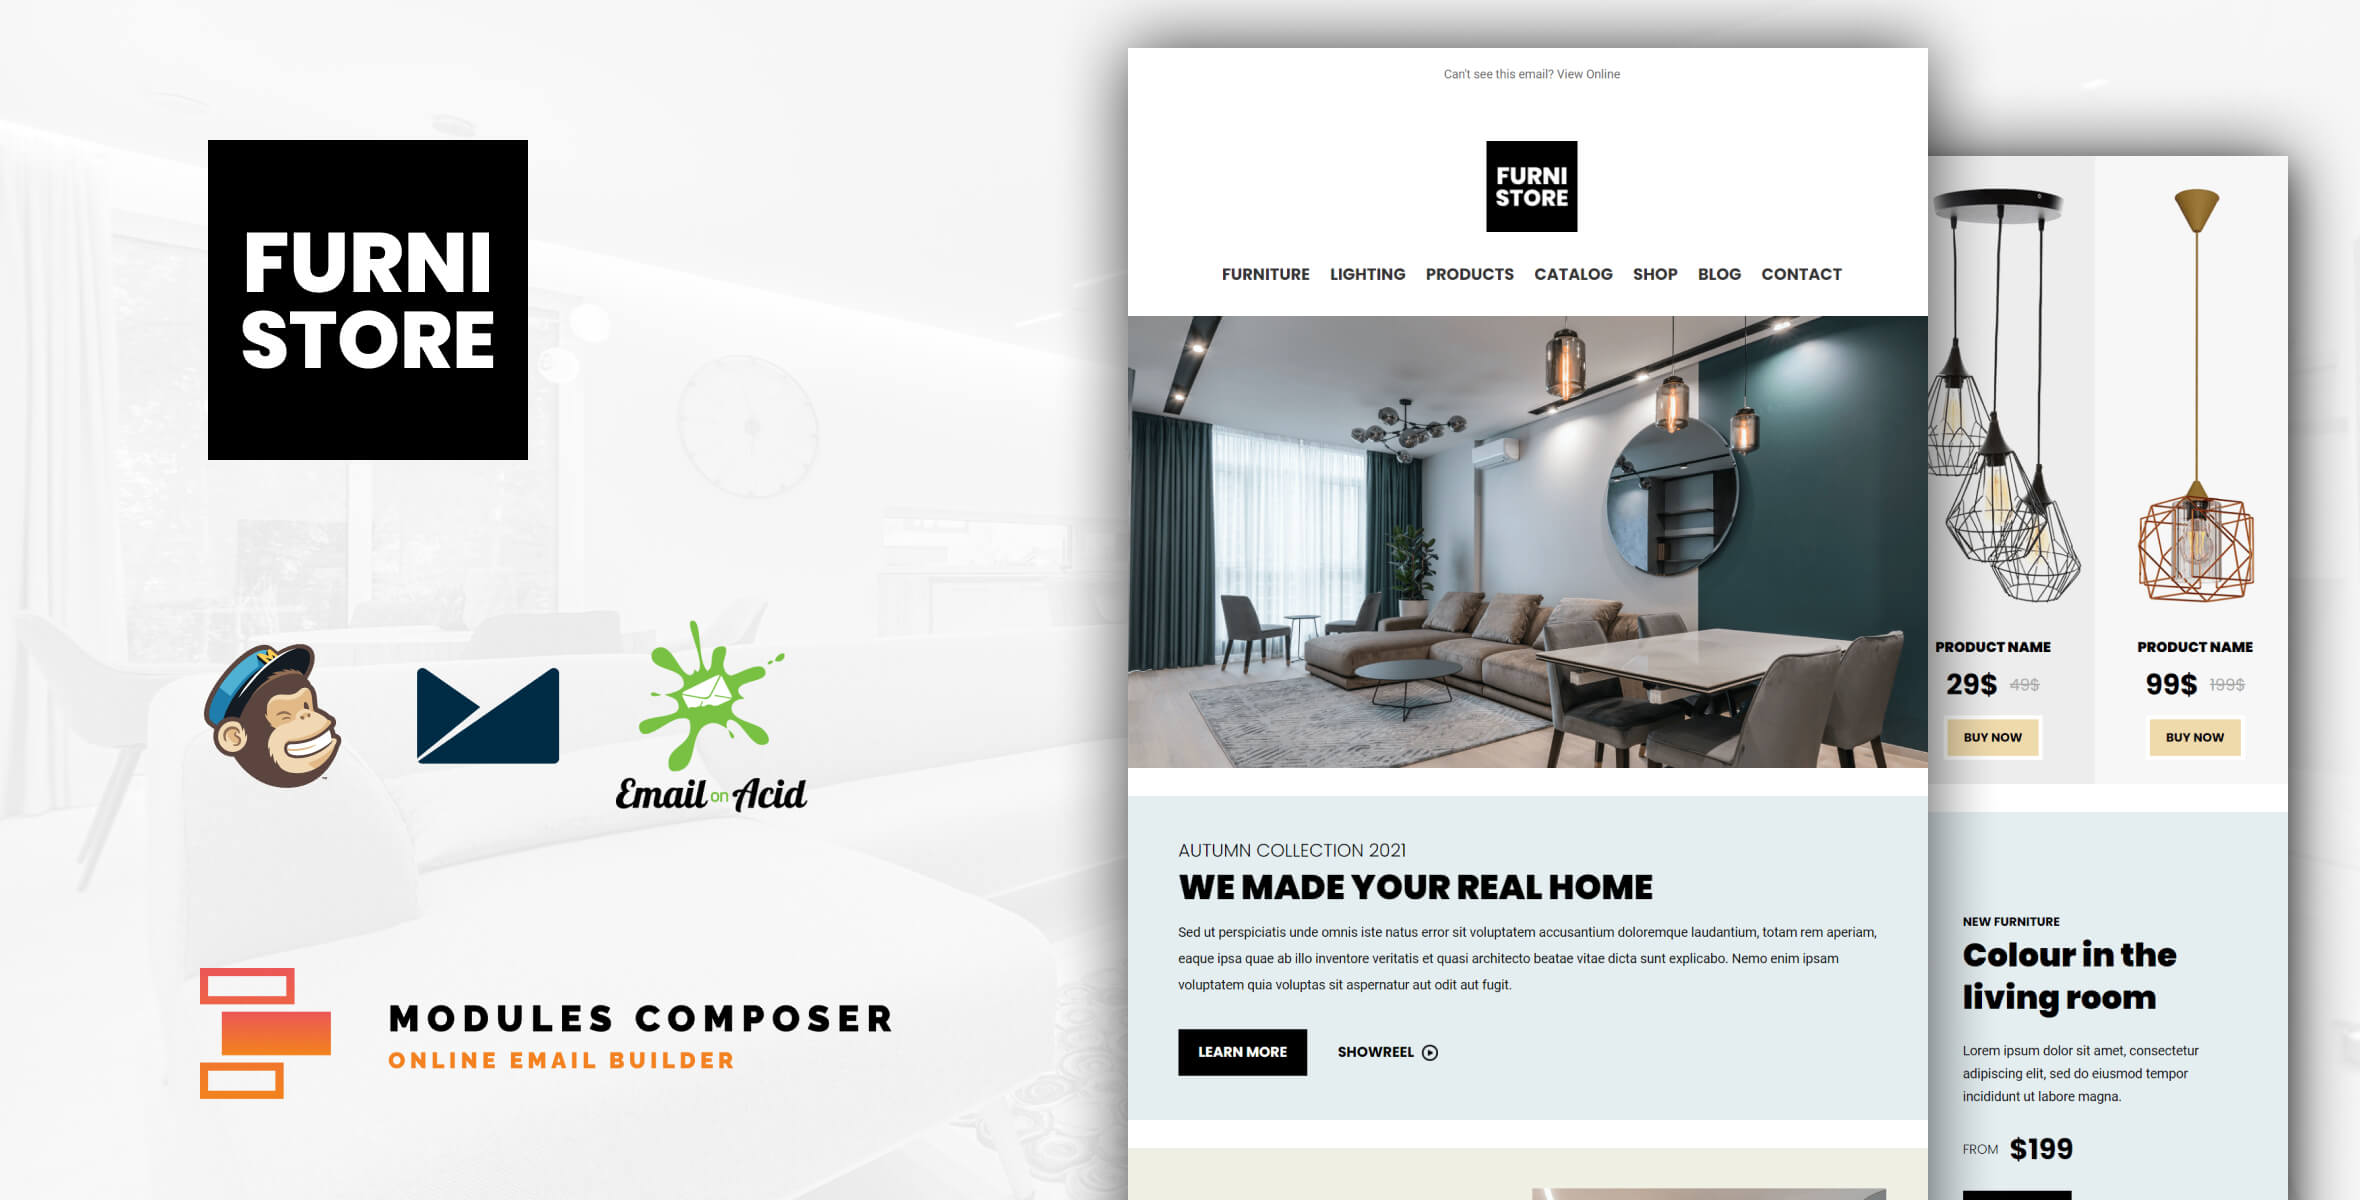 FURNI
STORE
Email on Acid
MODULES COMPOSER
ONLINE EMAIL BUILDER
Can't see this email? View Online
FURNI
STORE
FURNITURE LIGHTING PRODUCTS CATALOG SHOP BLOG CONTACT
AUTUMN COLLECTION 2021
WE MADE YOUR REAL HOME
Sed ut perspiciatis unde omnis iste natus error sit voluptatem accusantium doloremque laudantium, totam rem aperiam,
eaque ipsa quae ab illo inventore veritatis et quasi architecto beatae vitae dicta sunt explicabo. Nemo enim ipsam
voluptatem quia voluptas sit aspernatur aut odit aut fugit.
LEARN MORE SHOWREEL
PRODUCT NAME
29$ 49$
BUY NOW
PRODUCT NAME
99$ 199$
BUY NOW
NEW FURNITURE
Colour in the
living room
Lorem ipsum dolor sit amet, consectetur
adipiscing elit, sed do eiusmod tempor
incididunt ut labore magna.
FROM $199